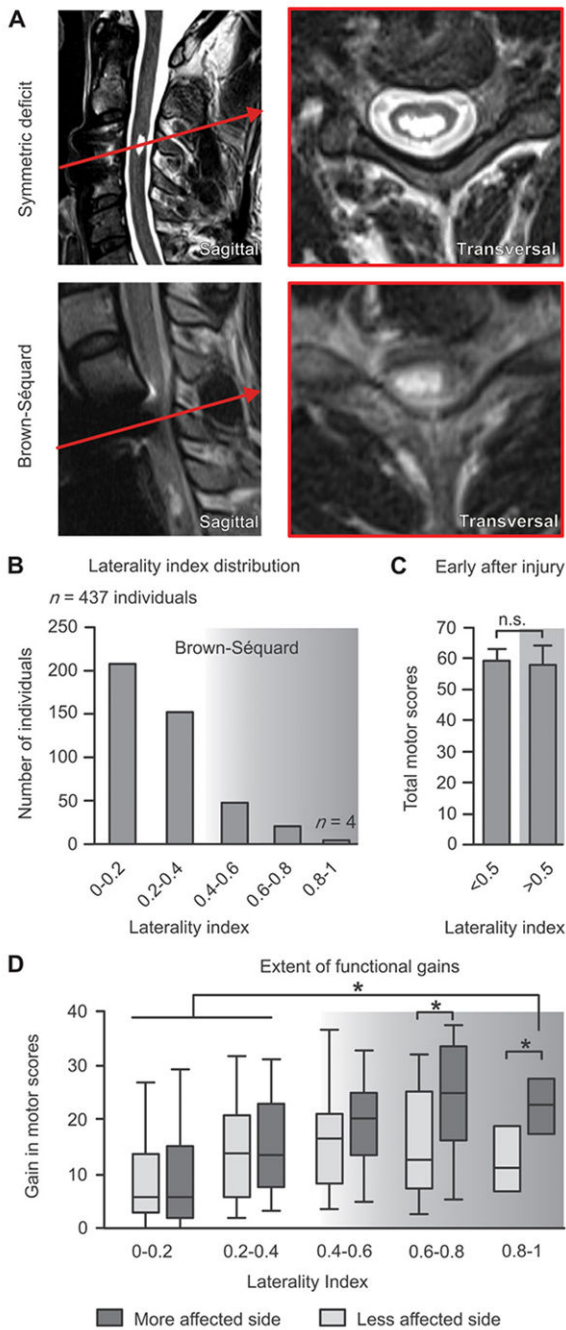 A
Symmetric deficit
Sagittal
Transversal
Brown-Séquard
Sagittal
Transversal
B
Laterality index distribution
n = 437 individuals
Number of individuals
250
200
150
100
50
0
Brown-Séquard
n = 4
0-0.2
0.2-0.4
0.4-0.6
0.6-0.8
0.8-1
Laterality index
C
Early after injury
Total motor scores
70
60
50
40
30
20
10
0
n.s.
<0.5
>0.5
Laterality index
D
Extent of functional gains
Gain in motor scores
40
30
20
10
0
*
*
*
0-0.2
0.2-0.4
0.4-0.6
0.6-0.8
0.8-1
Laterality Index
More affected side
Less affected side